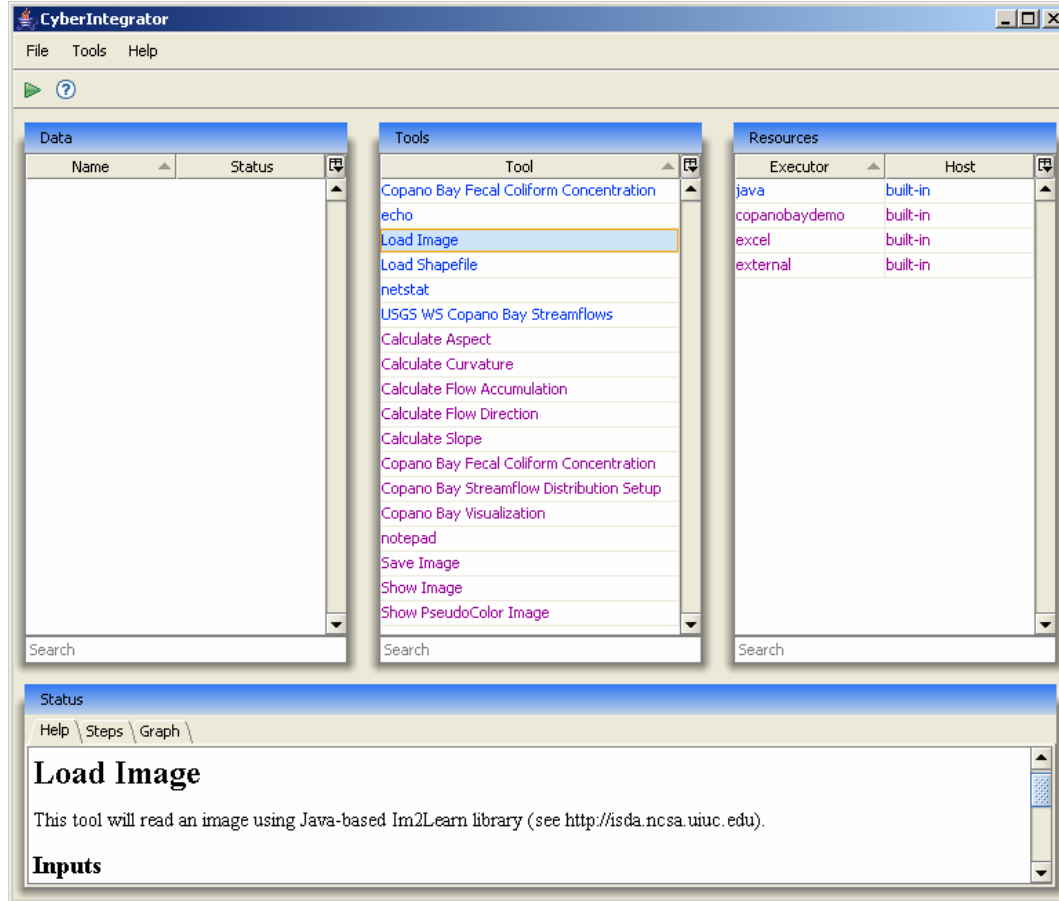 CyberIntegrator
File Tools Help
Data
Name Status
Search
Tools
Tool
Copano Bay Fecal Coliform Concentration
echo
Load Image
Load Shapefile
netstat
USGS WS Copano Bay Streamflows
Calculate Aspect
Calculate Curvature
Calculate Flow Accumulation
Calculate Flow Direction
Calculate Slope
Copano Bay Fecal Coliform Concentration
Copano Bay Streamflow Distribution Setup
Copano Bay Visualization
notepad
Save Image
Show Image
Show PseudoColor Image
Search
Resources
Executor Host
java built-in
copanobaydemo built-in
excel built-in
external built-in
Search
Status
Help \ Steps \ Graph \
Load Image
This tool will read an image using Java-based Im2Learn library (see http://isda.ncsa.uiuc.edu).
Inputs